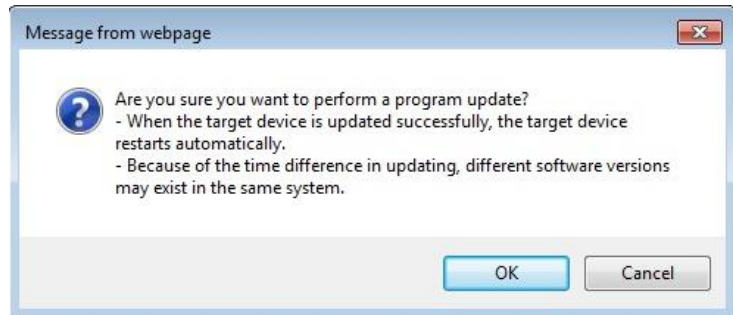 Message from webpage
Are you sure you want to perform a program update?
- When the target device is updated successfully, the target device
restarts automatically.
- Because of the time difference in updating, different software versions
may exist in the same system.
OK
Cancel